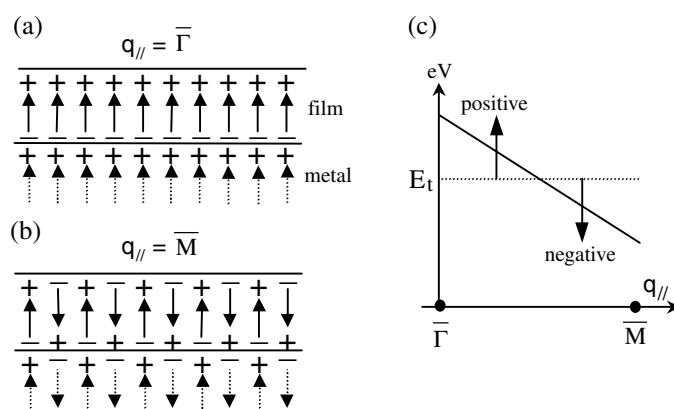 (a)
q// = Γ̅
+ + + + + + + + + +
film
− − − − − − − − − −
+ + + + + + + + + +
metal
(b)
q// = M̅
+ − + − + − + − + −
− + − + − + − + − +
+ − + − + − + − + −
(c)
eV
positive
Et
negative
q//
Γ̅
M̅